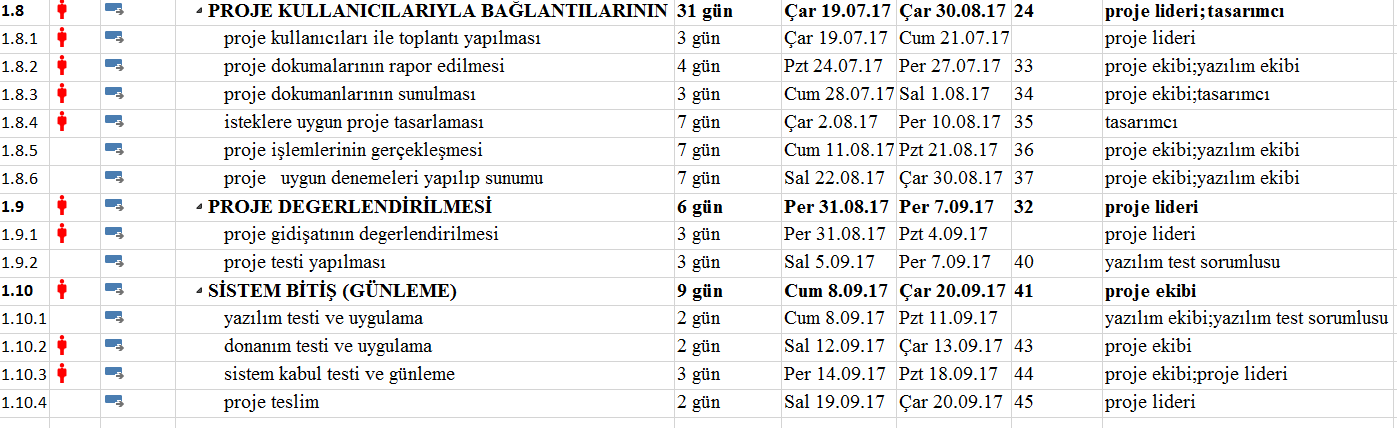 1.8 PROJE KULLANICILARIYLA BAĞLANTILARININ 31 gün Çar 19.07.17 Çar 30.08.17 24 proje lideri;tasarımcı
1.8.1 proje kullanıcıları ile toplantı yapılması 3 gün Çar 19.07.17 Cum 21.07.17 proje lideri
1.8.2 proje dokumalarının rapor edilmesi 4 gün Pzt 24.07.17 Per 27.07.17 33 proje ekibi;yazılım ekibi
1.8.3 proje dokumanlarının sunulması 3 gün Cum 28.07.17 Sal 1.08.17 34 proje ekibi;tasarımcı
1.8.4 isteklere uygun proje tasarlaması 7 gün Çar 2.08.17 Per 10.08.17 35 tasarımcı
1.8.5 proje işlemlerinin gerçekleşmesi 7 gün Cum 11.08.17 Pzt 21.08.17 36 proje ekibi;yazılım ekibi
1.8.6 proje uygun denemeleri yapılıp sunumu 7 gün Sal 22.08.17 Çar 30.08.17 37 proje ekibi;yazılım ekibi
1.9 PROJE DEGERLENDİRİLMESİ 6 gün Per 31.08.17 Per 7.09.17 32 proje lideri
1.9.1 proje gidişatının degerlendirilmesi 3 gün Per 31.08.17 Pzt 4.09.17 proje lideri
1.9.2 proje testi yapılması 3 gün Sal 5.09.17 Per 7.09.17 40 yazılım test sorumlusu
1.10 SİSTEM BİTİŞ (GÜNLEME) 9 gün Cum 8.09.17 Çar 20.09.17 41 proje ekibi
1.10.1 yazılım testi ve uygulama 2 gün Cum 8.09.17 Pzt 11.09.17 yazılım ekibi;yazılım test sorumlusu
1.10.2 donanım testi ve uygulama 2 gün Sal 12.09.17 Çar 13.09.17 43 proje ekibi
1.10.3 sistem kabul testi ve günleme 3 gün Per 14.09.17 Pzt 18.09.17 44 proje ekibi;proje lideri
1.10.4 proje teslim 2 gün Sal 19.09.17 Çar 20.09.17 45 proje lideri